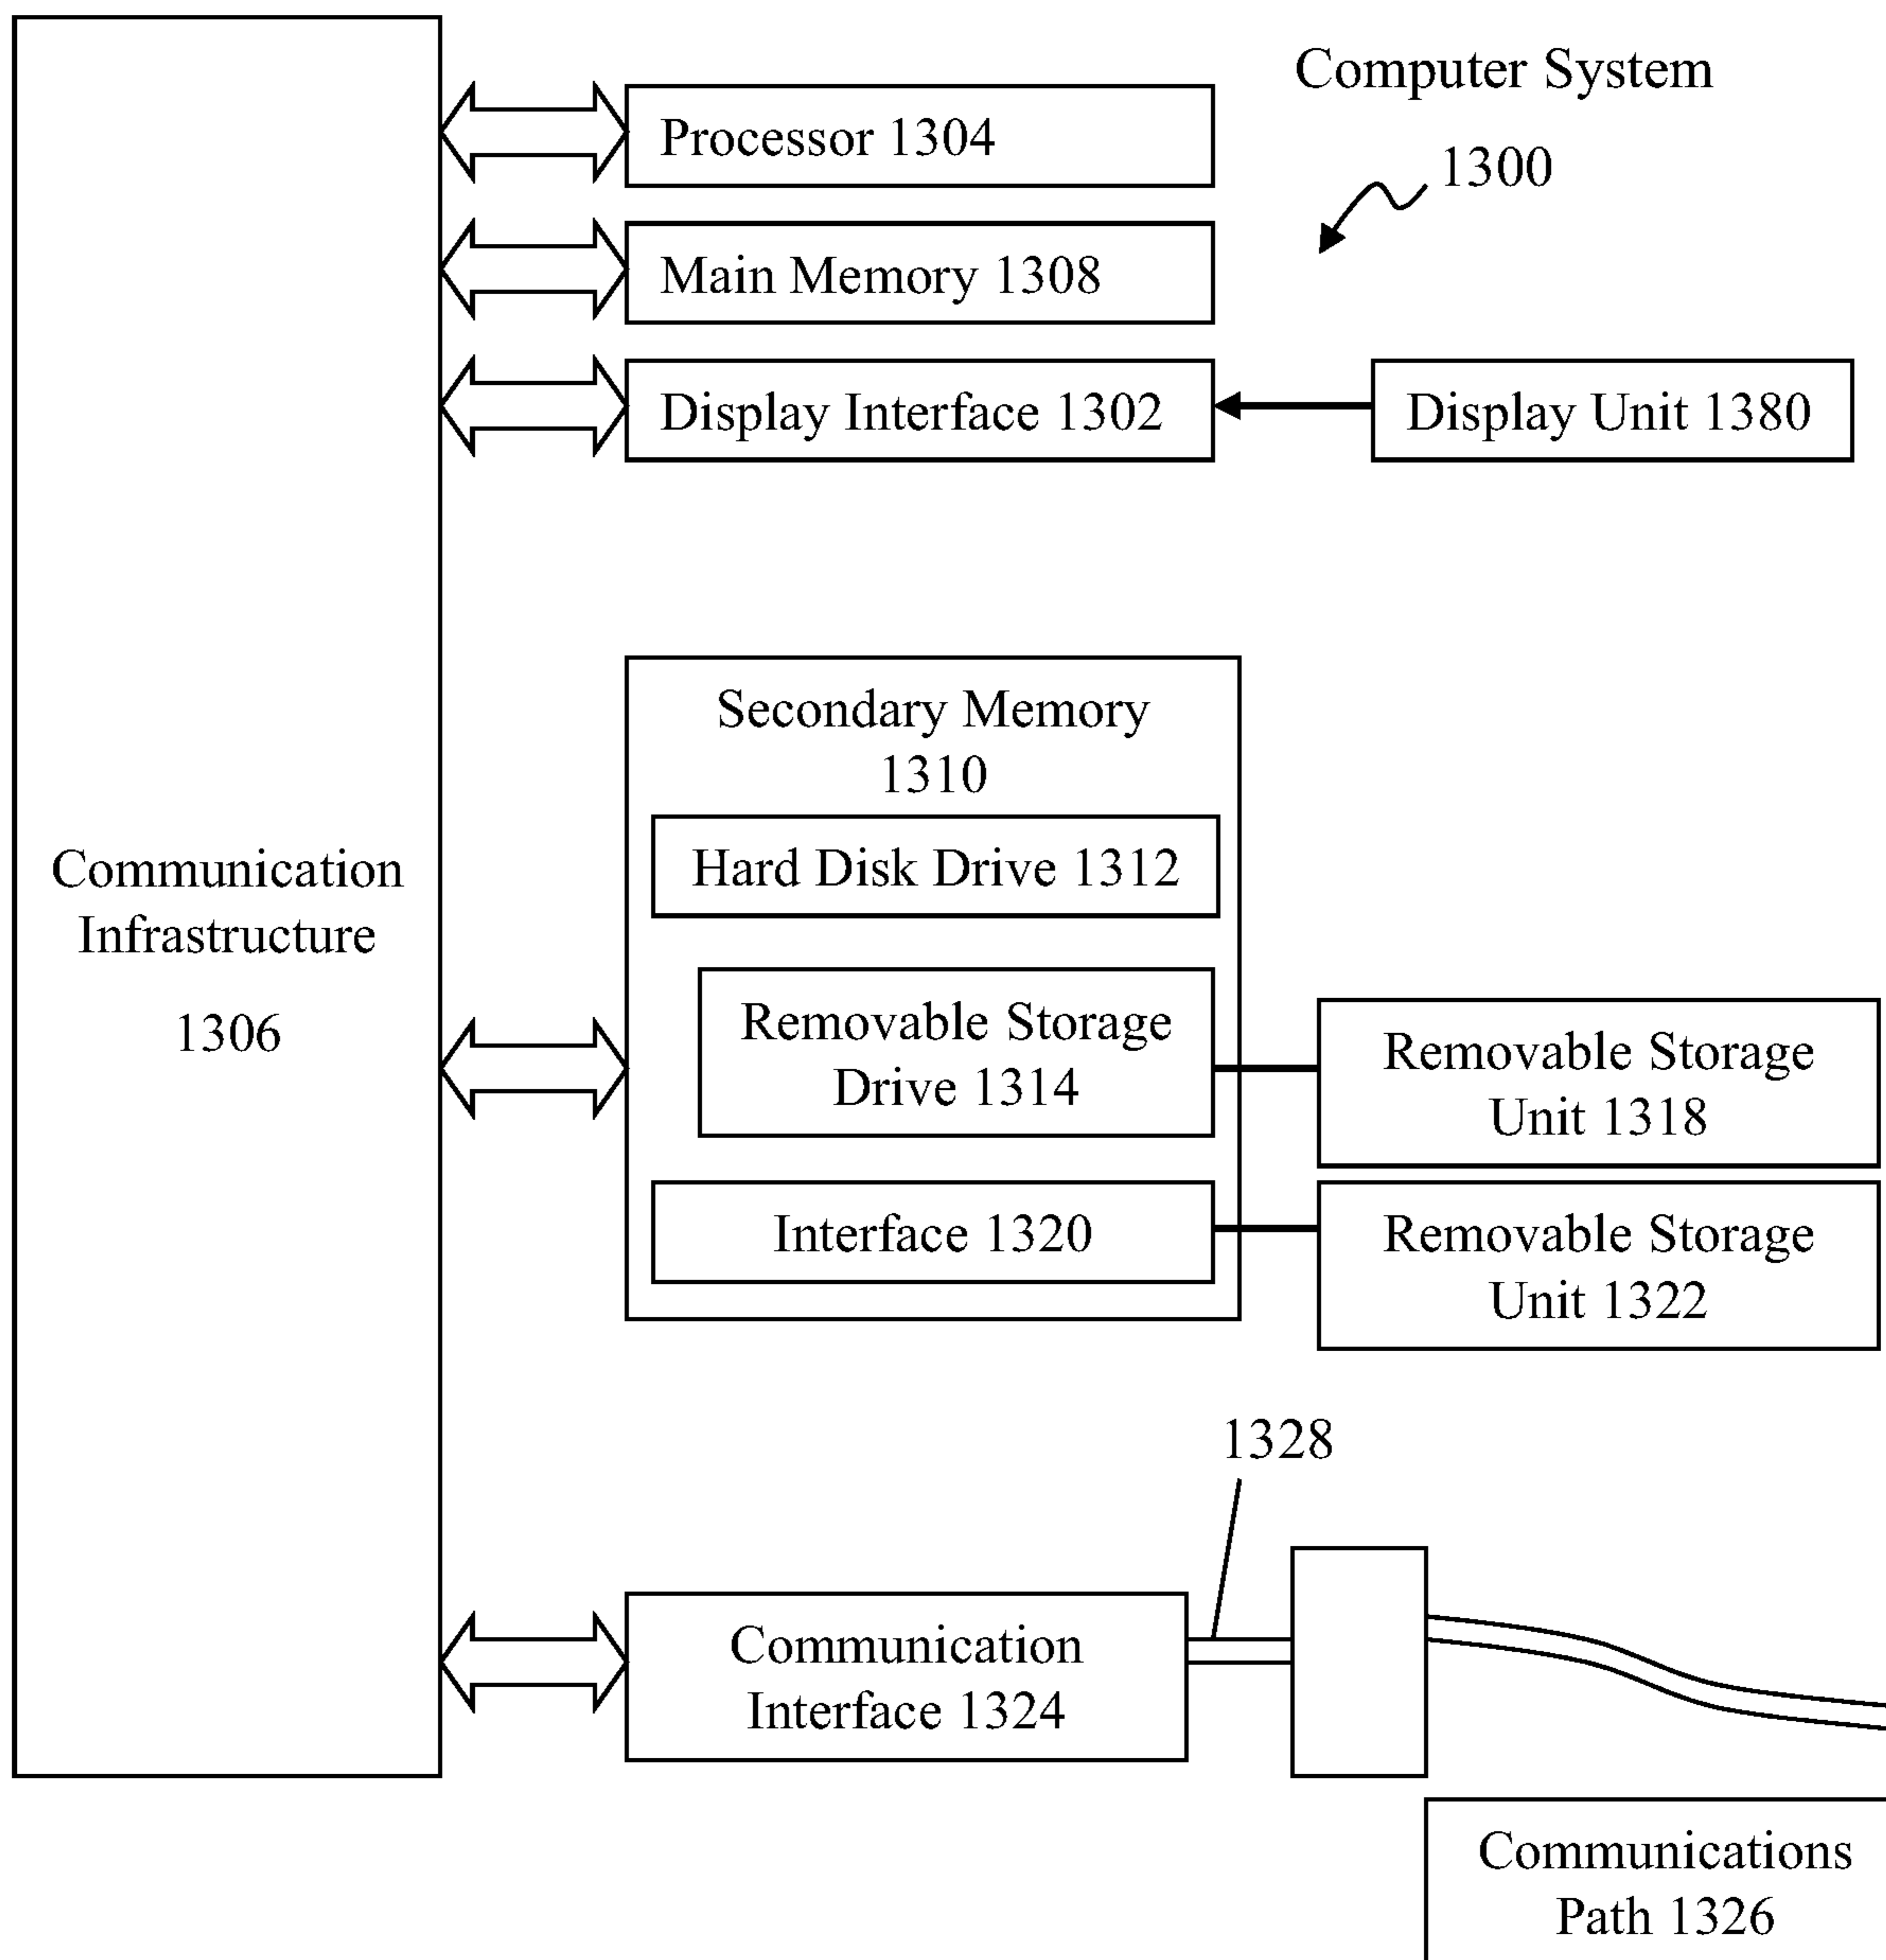 Computer System
1300
Processor 1304
Main Memory 1308
Display Interface 1302
Display Unit 1380
Secondary Memory
1310
Hard Disk Drive 1312
Communication
Infrastructure
1306
Removable Storage
Drive 1314
Removable Storage
Unit 1318
Interface 1320
Removable Storage
Unit 1322
1328
Communication
Interface 1324
Communications
Path 1326